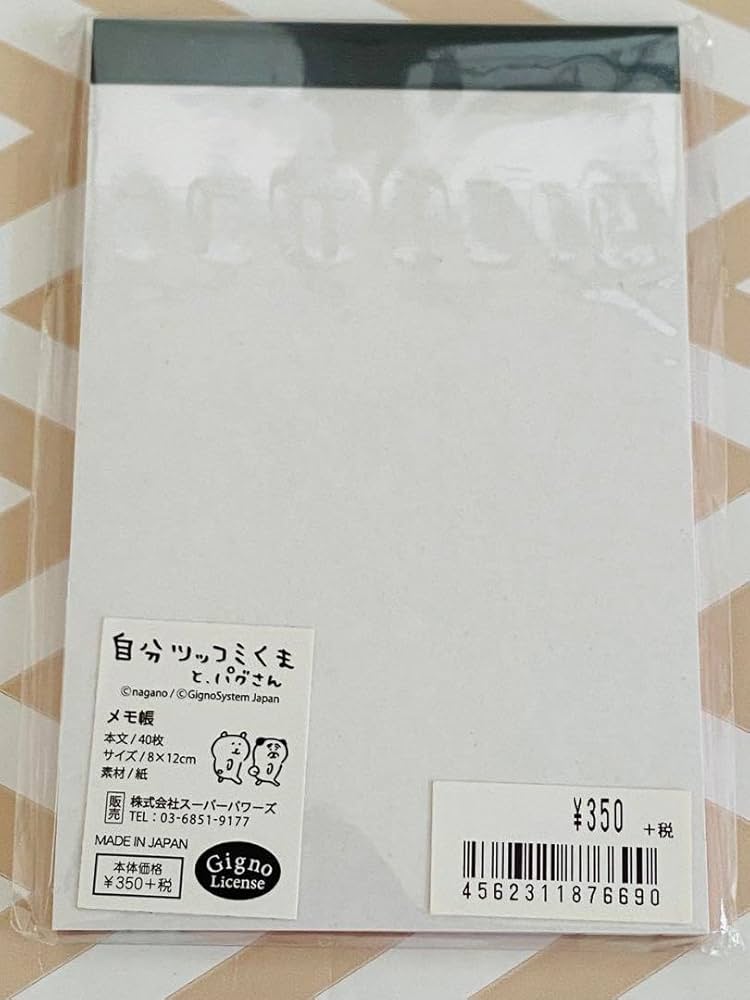 自分ツッコミくま
と、パグさん
©nagano / ©GignoSystem Japan
メモ帳
本文 / 40枚
サイズ / 8×12cm
素材 / 紙
販売 株式会社スーパーパワーズ
TEL：03-6851-9177
MADE IN JAPAN
本体価格
¥350+税
Gigno
License
¥350 +税
4562311876690